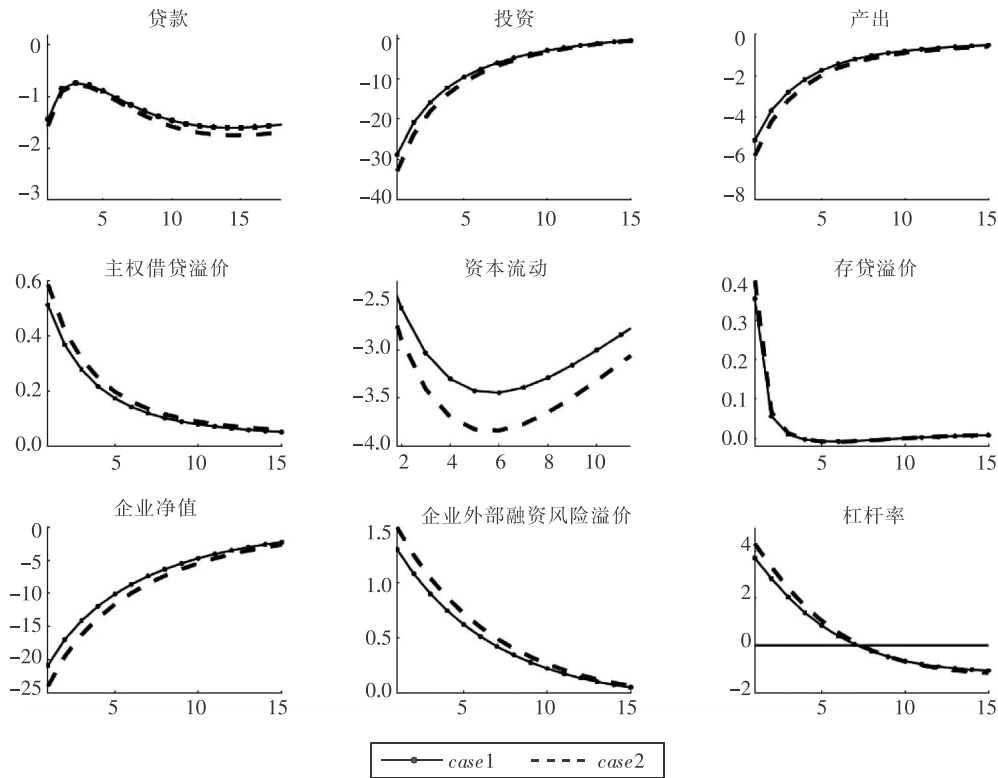 贷款
0
−1
−2
−3
5 10 15
投资
0
−10
−20
−30
−40
5 10 15
产出
0
−2
−4
−6
−8
5 10 15
主权借贷溢价
0.6
0.4
0.2
0.0
5 10 15
资本流动
−2.5
−3.0
−3.5
−4.0
2 4 6 8 10
存贷溢价
0.4
0.3
0.2
0.1
0.0
5 10 15
企业净值
0
−5
−10
−15
−20
−25
5 10 15
企业外部融资风险溢价
1.5
1.0
0.5
0.0
5 10 15
杠杆率
4
2
0
−2
5 10 15
case1 case2